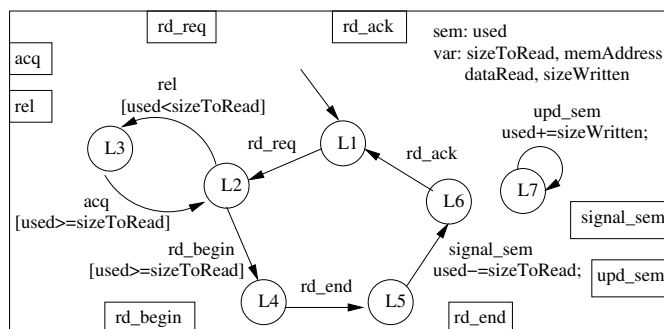 rd_req
rd_ack
sem: used
var: sizeToRead, memAddress
dataRead, sizeWritten
acq
rel
rel
[used<sizeToRead]
upd_sem
used+=sizeWritten;
L3
rd_req
L1
rd_ack
L2
L6
L7
acq
[used>=sizeToRead]
signal_sem
rd_begin
[used>=sizeToRead]
signal_sem
used−=sizeToRead;
upd_sem
L4
rd_end
L5
rd_begin
rd_end